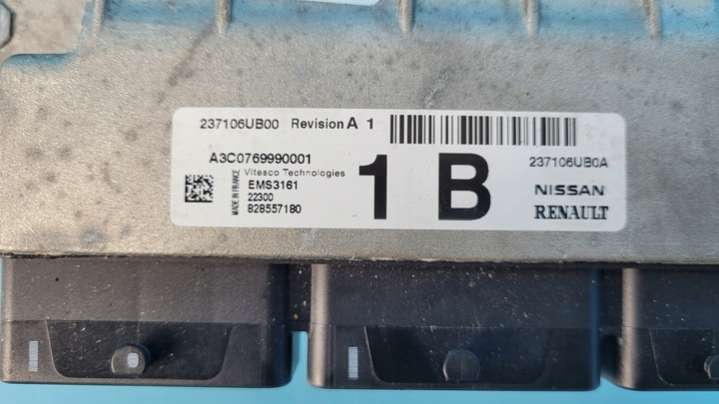 237106UB00 Revision A 1
A3C0769990001
Vitesco Technologies
MADE IN FRANCE
EMS3161
22300
828557180
1 B
237106UB0A
NISSAN
RENAULT